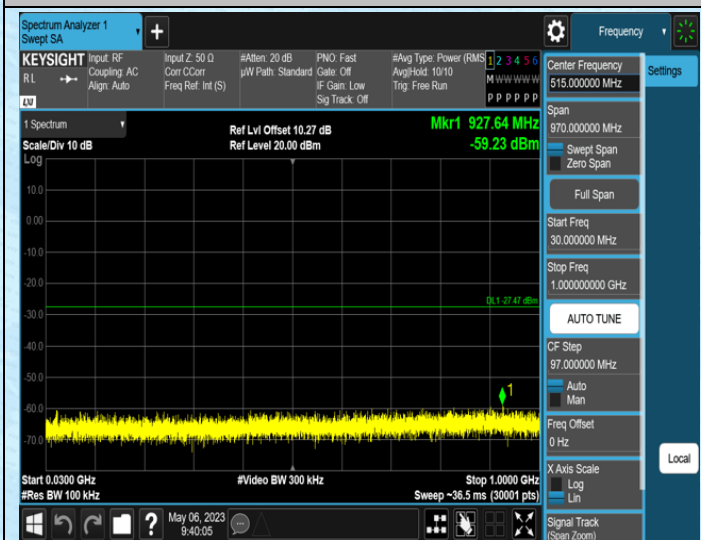 Spectrum Analyzer 1
Swept SA
+
Frequency
KEYSIGHT
RL
LXI
Input: RF
Coupling: AC
Align: Auto
Input Z: 50 Ω
Corr CCorr
Freq Ref: Int (S)
#Atten: 20 dB
µW Path: Standard
PNO: Fast
Gate: Off
IF Gain: Low
Sig Track: Off
#Avg Type: Power (RMS
Avg|Hold: 10/10
Trig: Free Run
1 2 3 4 5 6
M W W W W W
P P P P P P
1 Spectrum
Scale/Div 10 dB
Log
Ref Lvl Offset 10.27 dB
Ref Level 20.00 dBm
Mkr1 927.64 MHz
-59.23 dBm
10.0
0.00
-10.0
-20.0
-30.0
-40.0
-50.0
-60.0
-70.0
DL1 -27.47 dBm
1
Start 0.0300 GHz
#Res BW 100 kHz
#Video BW 300 kHz
Stop 1.0000 GHz
Sweep ~36.5 ms (30001 pts)
?
May 06, 2023
9:40:05
Center Frequency
515.000000 MHz
Settings
Span
970.000000 MHz
Swept Span
Zero Span
Full Span
Start Freq
30.000000 MHz
Stop Freq
1.000000000 GHz
AUTO TUNE
CF Step
97.000000 MHz
Auto
Man
Freq Offset
0 Hz
X Axis Scale
Log
Lin
Local
Signal Track
(Span Zoom)